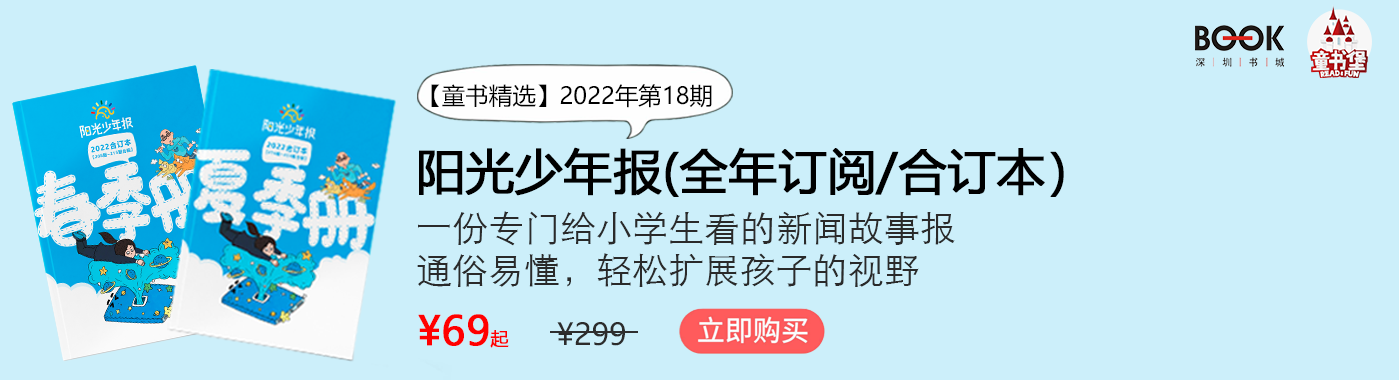 BOOK
深圳书城
童书堡
READ&FUN
【童书精选】2022年第18期
阳光少年报(全年订阅/合订本）
一份专门给小学生看的新闻故事报
通俗易懂，轻松扩展孩子的视野
¥69起
¥299
立即购买
阳光少年报
2022合订本
春季册
阳光少年报
2022合订本
夏季册